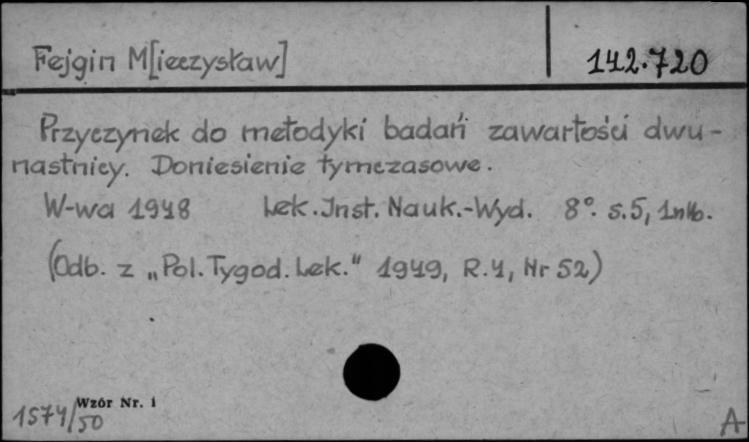 Fejgin M[ieczysław]
142.720
Przyczynek do metodyki badań zawartości dwu-
nastnicy. Doniesienie tymczasowe.
W-wa 1948 Lek. Inst. Nauk.-Wyd. 8°. s.5, 1nlb.
(Odb. z „Pol. Tygod. Lek." 1949, R.4, Nr 52)
Wzór Nr. 1
1574/50
A